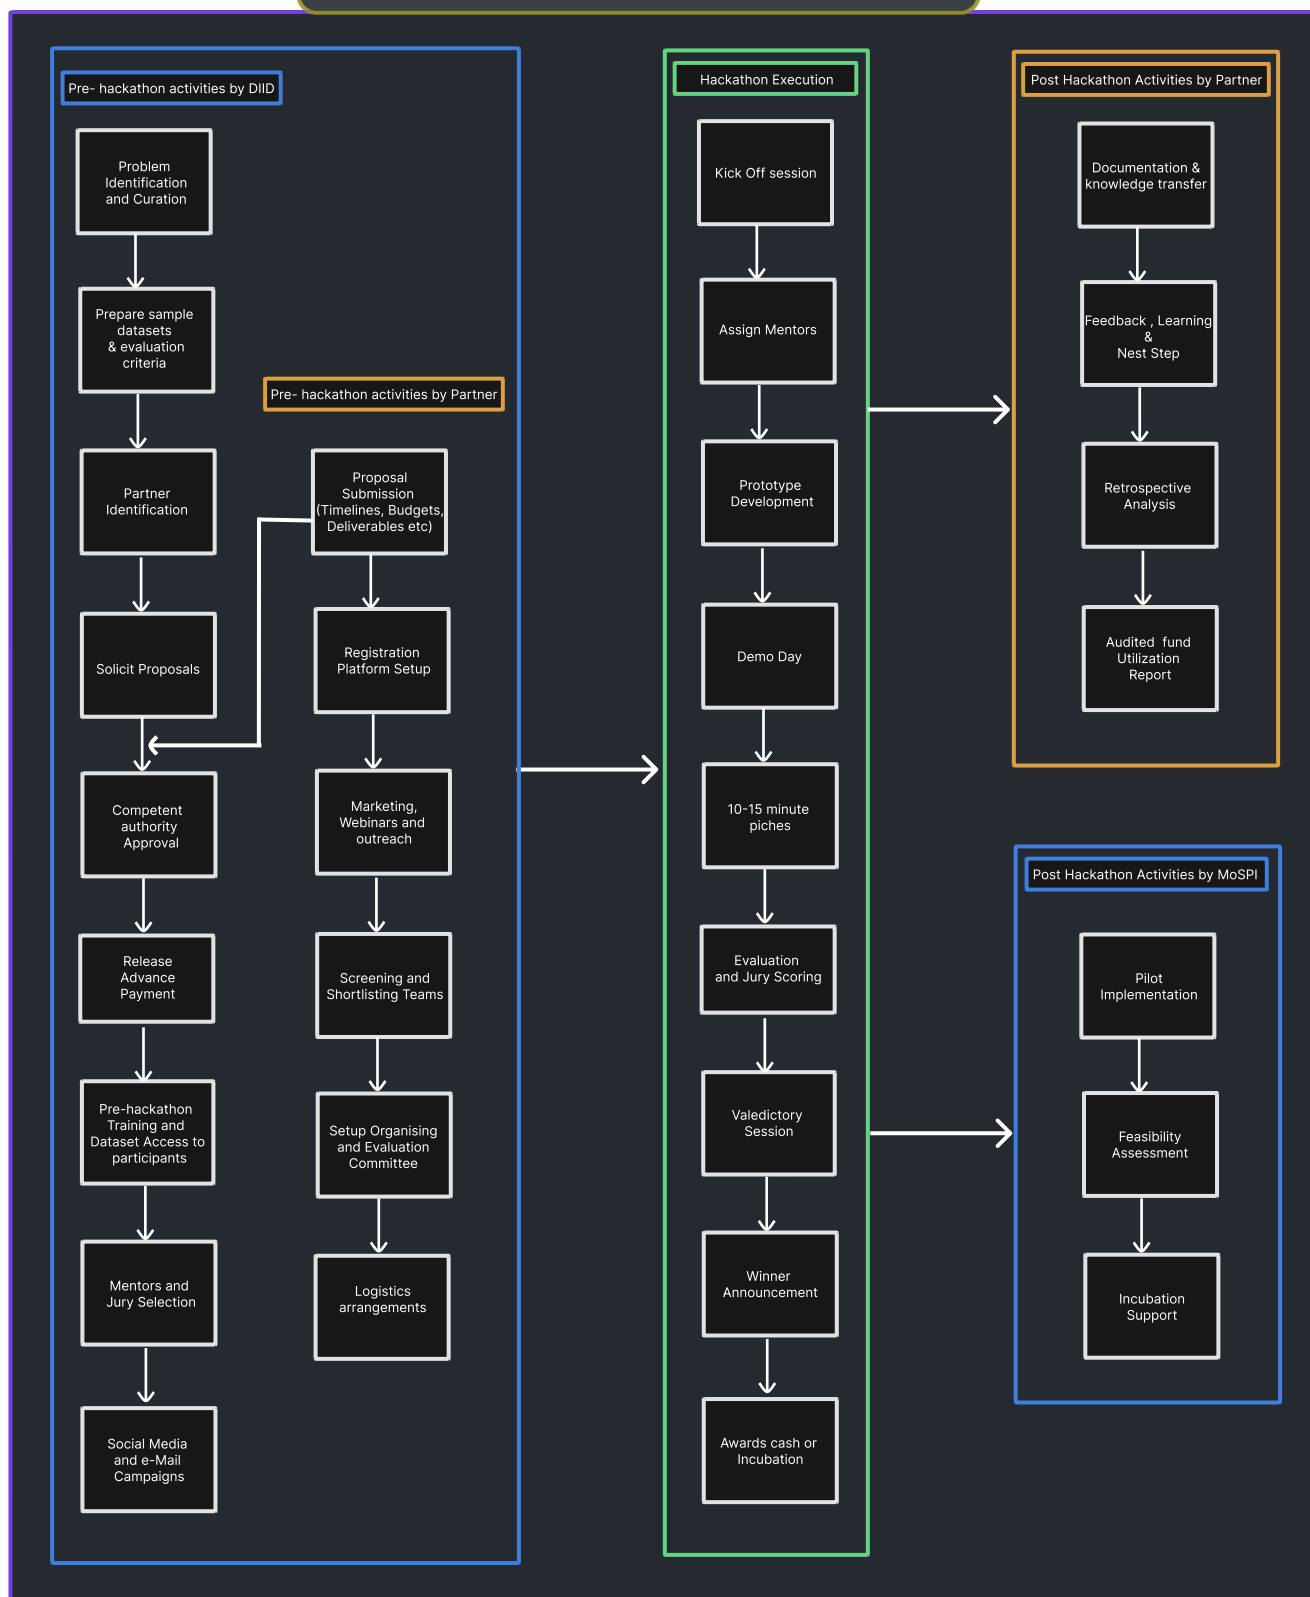 Pre- hackathon activities by DIID
Problem
Identification
and Curation
Prepare sample
datasets
& evaluation
criteria
Partner
Identification
Solicit Proposals
Competent
authority
Approval
Release
Advance
Payment
Pre-hackathon
Training and
Dataset Access to
participants
Mentors and
Jury Selection
Social Media
and e-Mail
Campaigns
Pre- hackathon activities by Partner
Proposal
Submission
(Timelines, Budgets,
Deliverables etc)
Registration
Platform Setup
Marketing,
Webinars and
outreach
Screening and
Shortlisting Teams
Setup Organising
and Evaluation
Committee
Logistics
arrangements
Hackathon Execution
Kick Off session
Assign Mentors
Prototype
Development
Demo Day
10-15 minute
piches
Evaluation
and Jury Scoring
Valedictory
Session
Winner
Announcement
Awards cash or
Incubation
Post Hackathon Activities by Partner
Documentation &
knowledge transfer
Feedback , Learning
&
Nest Step
Retrospective
Analysis
Audited fund
Utilization
Report
Post Hackathon Activities by MoSPI
Pilot
Implementation
Feasibility
Assessment
Incubation
Support